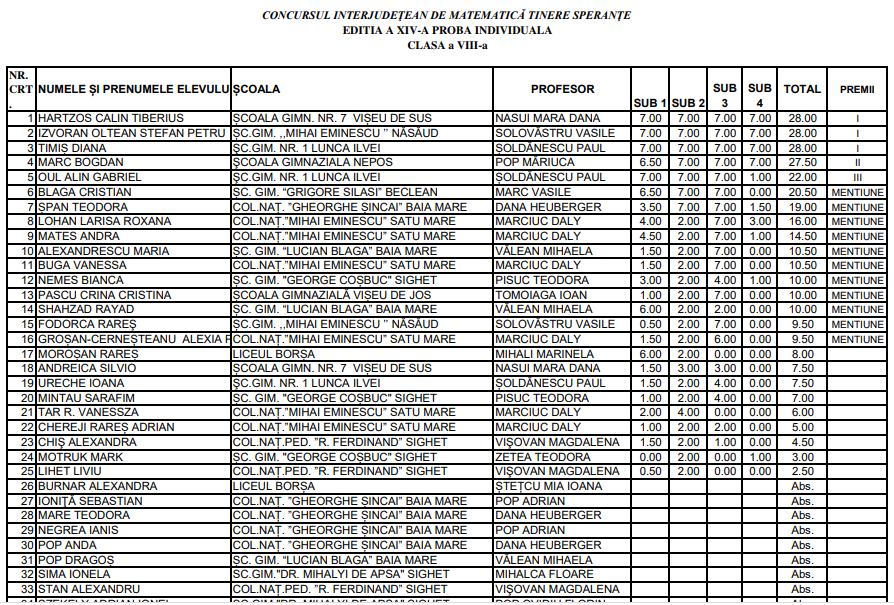 CONCURSUL INTERJUDEŢEAN DE MATEMATICĂ TINERE SPERANŢE
EDITIA A XIV-A PROBA INDIVIDUALA
CLASA a VIII-a
NR. CRT. NUMELE ȘI PRENUMELE ELEVULU ȘCOALA PROFESOR SUB 1 SUB 2 SUB 3 SUB 4 TOTAL PREMII
1 HARTZOS CALIN TIBERIUS ȘCOALA GIMN. NR. 7 VIȘEU DE SUS NASUI MARA DANA 7.00 7.00 7.00 7.00 28.00 I
2 IZVORAN OLTEAN STEFAN PETRU ȘC.GIM. ,,MIHAI EMINESCU ” NĂSĂUD SOLOVĂSTRU VASILE 7.00 7.00 7.00 7.00 28.00 I
3 TIMIȘ DIANA ȘC.GIM. NR. 1 LUNCA ILVEI ȘOLDĂNESCU PAUL 7.00 7.00 7.00 7.00 28.00 I
4 MARC BOGDAN ȘCOALA GIMNAZIALA NEPOS POP MĂRIUCA 6.50 7.00 7.00 7.00 27.50 II
5 OUL ALIN GABRIEL ȘC.GIM. NR. 1 LUNCA ILVEI ȘOLDĂNESCU PAUL 7.00 7.00 7.00 1.00 22.00 III
6 BLAGA CRISTIAN ȘC. GIM. “GRIGORE SILASI” BECLEAN MARC VASILE 6.50 7.00 7.00 0.00 20.50 MENTIUNE
7 ȘPAN TEODORA COL.NAȚ. ”GHEORGHE ȘINCAI” BAIA MARE DANA HEUBERGER 3.50 7.00 7.00 1.50 19.00 MENTIUNE
8 LOHAN LARISA ROXANA COL.NAȚ.”MIHAI EMINESCU” SATU MARE MARCIUC DALY 4.00 2.00 7.00 3.00 16.00 MENTIUNE
9 MATES ANDRA COL.NAȚ.”MIHAI EMINESCU” SATU MARE MARCIUC DALY 4.50 2.00 7.00 1.00 14.50 MENTIUNE
10 ALEXANDRESCU MARIA ȘC. GIM. “LUCIAN BLAGA” BAIA MARE VĂLEAN MIHAELA 1.50 2.00 7.00 0.00 10.50 MENTIUNE
11 BUGA VANESSA COL.NAȚ.”MIHAI EMINESCU” SATU MARE MARCIUC DALY 1.50 2.00 7.00 0.00 10.50 MENTIUNE
12 NEMES BIANCA ȘC. GIM. "GEORGE COȘBUC" SIGHET PISUC TEODORA 3.00 2.00 4.00 1.00 10.00 MENTIUNE
13 PASCU CRINA CRISTINA ȘCOALA GIMNAZIALĂ VIȘEU DE JOS TOMOIAGA IOAN 1.00 2.00 7.00 0.00 10.00 MENTIUNE
14 SHAHZAD RAYAD ȘC. GIM. “LUCIAN BLAGA” BAIA MARE VĂLEAN MIHAELA 6.00 2.00 2.00 0.00 10.00 MENTIUNE
15 FODORCA RAREȘ ȘC.GIM. ,,MIHAI EMINESCU ” NĂSĂUD SOLOVĂSTRU VASILE 0.50 2.00 7.00 0.00 9.50 MENTIUNE
16 GROȘAN-CERNEȘTEANU ALEXIA COL.NAȚ.”MIHAI EMINESCU” SATU MARE MARCIUC DALY 1.50 2.00 6.00 0.00 9.50 MENTIUNE
17 MOROȘAN RAREȘ LICEUL BORȘA MIHALI MARINELA 6.00 2.00 0.00 0.00 8.00
18 ANDREICA SILVIO ȘCOALA GIMN. NR. 7 VIȘEU DE SUS NASUI MARA DANA 1.50 3.00 3.00 0.00 7.50
19 URECHE IOANA ȘC.GIM. NR. 1 LUNCA ILVEI ȘOLDĂNESCU PAUL 1.50 2.00 4.00 0.00 7.50
20 MINTAU SARAFIM ȘC. GIM. "GEORGE COȘBUC" SIGHET PISUC TEODORA 1.00 2.00 4.00 0.00 7.00
21 TAR R. VANESSZA COL.NAȚ.”MIHAI EMINESCU” SATU MARE MARCIUC DALY 2.00 4.00 0.00 0.00 6.00
22 CHEREJI RAREȘ ADRIAN COL.NAȚ.”MIHAI EMINESCU” SATU MARE MARCIUC DALY 1.00 2.00 2.00 0.00 5.00
23 CHIȘ ALEXANDRA COL.NAȚ.PED. ”R. FERDINAND” SIGHET VIȘOVAN MAGDALENA 1.50 2.00 1.00 0.00 4.50
24 MOTRUK MARK ȘC. GIM. "GEORGE COȘBUC" SIGHET ZETEA TEODORA 0.00 2.00 0.00 1.00 3.00
25 LIHET LIVIU COL.NAȚ.PED. ”R. FERDINAND” SIGHET VIȘOVAN MAGDALENA 0.50 2.00 0.00 0.00 2.50
26 BURNAR ALEXANDRA LICEUL BORȘA ȘTEȚCU MIA IOANA Abs.
27 IONIȚĂ SEBASTIAN COL.NAȚ. ”GHEORGHE ȘINCAI” BAIA MARE POP ADRIAN Abs.
28 MARE TEODORA COL.NAȚ. ”GHEORGHE ȘINCAI” BAIA MARE DANA HEUBERGER Abs.
29 NEGREA IANIS COL.NAȚ. ”GHEORGHE ȘINCAI” BAIA MARE POP ADRIAN Abs.
30 POP ANDA COL.NAȚ. ”GHEORGHE ȘINCAI” BAIA MARE DANA HEUBERGER Abs.
31 POP DRAGOȘ ȘC. GIM. “LUCIAN BLAGA” BAIA MARE VĂLEAN MIHAELA Abs.
32 SIMA IONELA ȘC.GIM."DR. MIHALYI DE APȘA" SIGHET MIHALCA FLOARE Abs.
33 STAN ALEXANDRU COL.NAȚ.PED. ”R. FERDINAND” SIGHET VIȘOVAN MAGDALENA Abs.